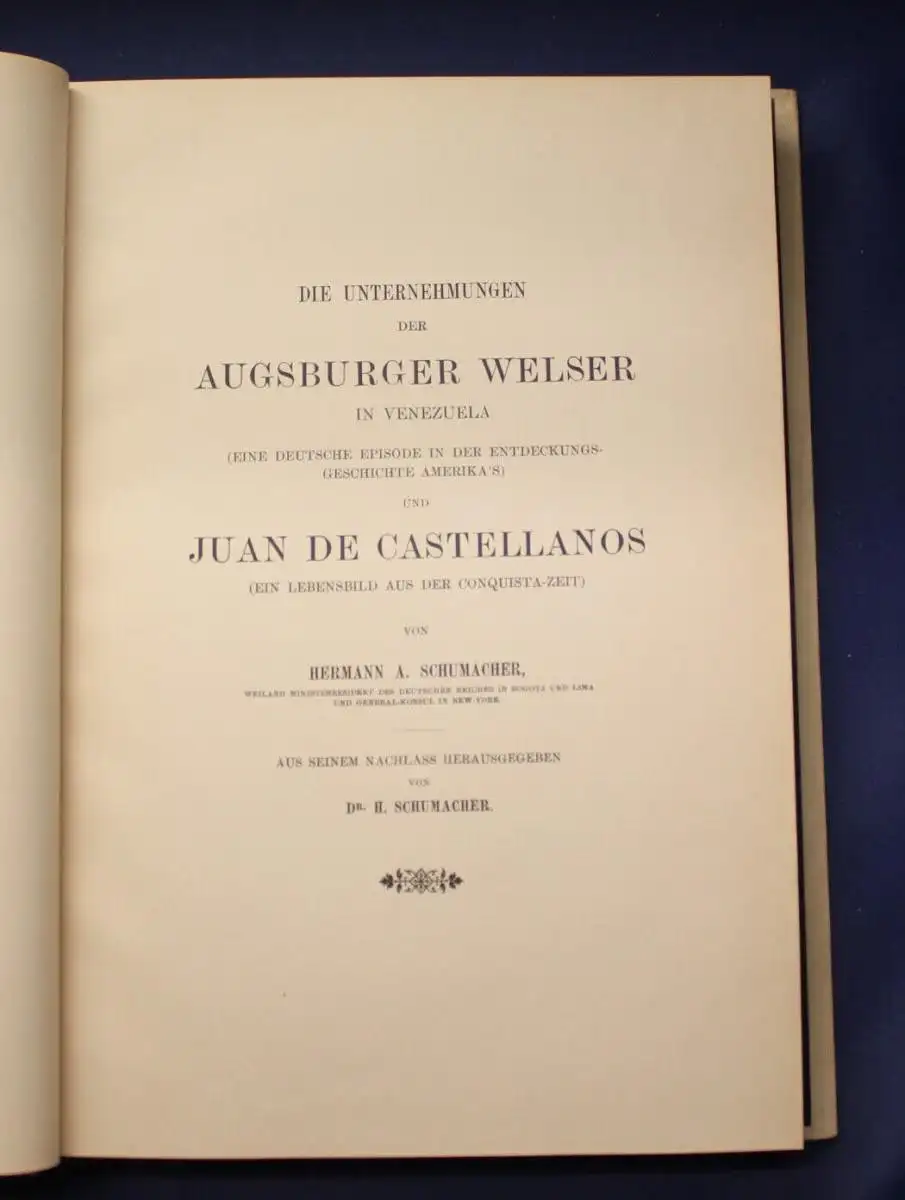 DIE UNTERNEHMUNGEN
DER
AUGSBURGER WELSER
IN VENEZUELA
(EINE DEUTSCHE EPISODE IN DER ENTDECKUNGS-
GESCHICHTE AMERIKA'S)
UND
JUAN DE CASTELLANOS
(EIN LEBENSBILD AUS DER CONQUISTA-ZEIT)
VON
HERMANN A. SCHUMACHER,
WEILAND MINISTERRESIDENT DES DEUTSCHEN REICHES IN BOGOTÁ UND LIMA
UND GENERAL-KONSUL IN NEW YORK
AUS SEINEM NACHLASS HERAUSGEGEBEN
VON
DR. H. SCHUMACHER.